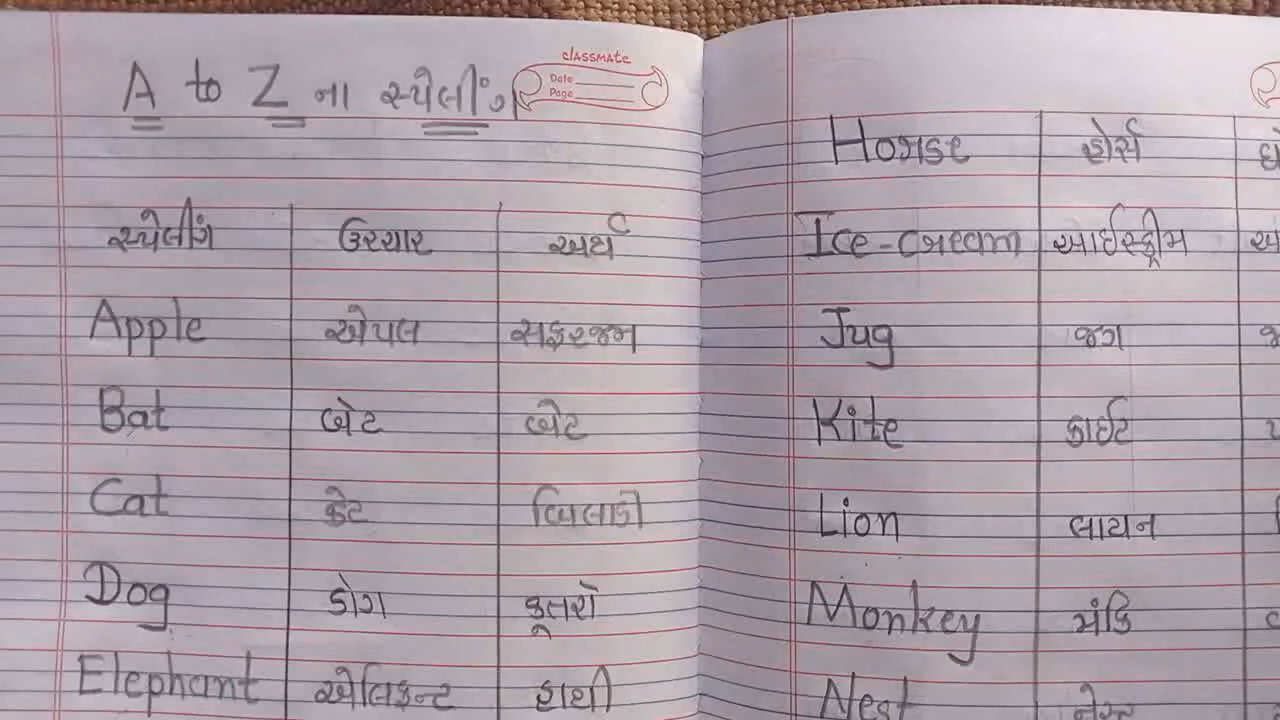 A to Z ના સ્પેલીંગ
classmate
Date
Page
સ્પેલીંગ ઉચ્ચાર અર્થ
Apple એપલ સફરજન
Bat બેટ બેટ
Cat કેટ બિલાડી
Dog ડોગ કૂતરો
Elephant એલિફન્ટ હાથી
Horse હોર્સ
Ice-cream આઈસ્ક્રીમ
Jug જગ
Kite કાઈટ
Lion લાયન
Monkey મંકિ
Nest